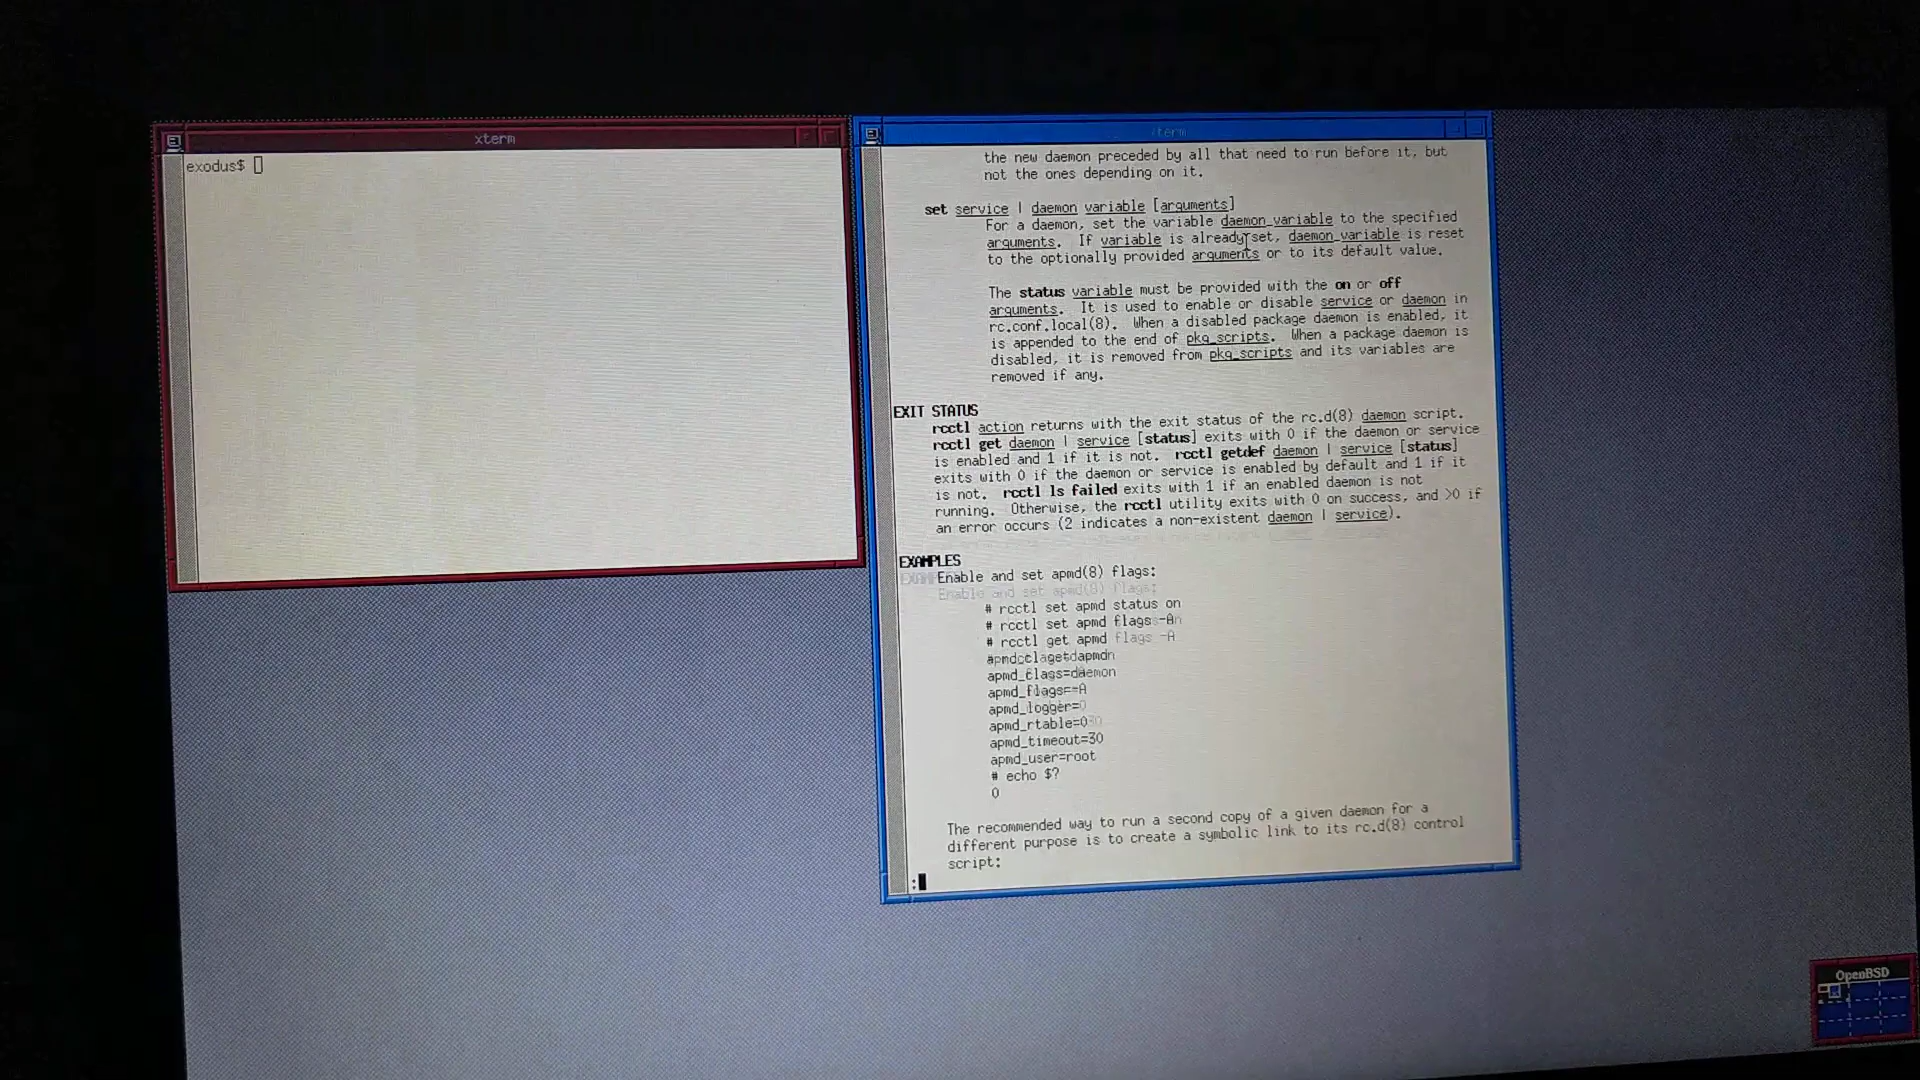 xterm
exodus$
the new daemon preceded by all that need to run before it, but
not the ones depending on it.
set service | daemon variable [arguments]
For a daemon, set the variable daemon_variable to the specified
arguments.  If variable is already set, daemon_variable is reset
to the optionally provided arguments or to its default value.
The status variable must be provided with the on or off
arguments.  It is used to enable or disable service or daemon in
rc.conf.local(8).  When a disabled package daemon is enabled, it
is appended to the end of pkg_scripts.  When a package daemon is
disabled, it is removed from pkg_scripts and its variables are
removed if any.
EXIT STATUS
rcctl action returns with the exit status of the rc.d(8) daemon script.
rcctl get daemon | service [status] exits with 0 if the daemon or service
is enabled and 1 if it is not.  rcctl getdef daemon | service [status]
exits with 0 if the daemon or service is enabled by default and 1 if it
is not.  rcctl ls failed exits with 1 if an enabled daemon is not
running.  Otherwise, the rcctl utility exits with 0 on success, and >0 if
an error occurs (2 indicates a non-existent daemon | service).
EXAMPLES
Enable and set apmd(8) flags:
# rcctl set apmd status on
# rcctl set apmd flags -A
# rcctl get apmd
apmd_flags=-A
apmd_logger=
apmd_rtable=0
apmd_timeout=30
apmd_user=root
# echo $?
0
The recommended way to run a second copy of a given daemon for a
different purpose is to create a symbolic link to its rc.d(8) control
script:
:
OpenBSD